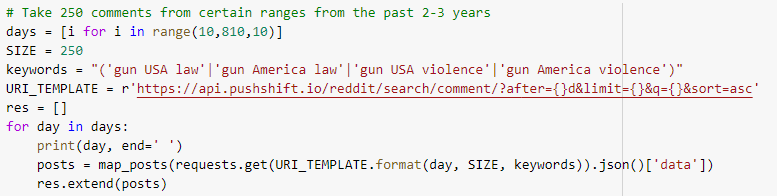 # Take 250 comments from certain ranges from the past 2-3 years
days = [i for i in range(10,810,10)]
SIZE = 250
keywords = "('gun USA law'|'gun America law'|'gun USA violence'|'gun America violence')"
URI_TEMPLATE = r'https://api.pushshift.io/reddit/search/comment/?after={}d&limit={}&q={}&sort=asc'
res = []
for day in days:
    print(day, end=' ')
    posts = map_posts(requests.get(URI_TEMPLATE.format(day, SIZE, keywords)).json()['data'])
    res.extend(posts)